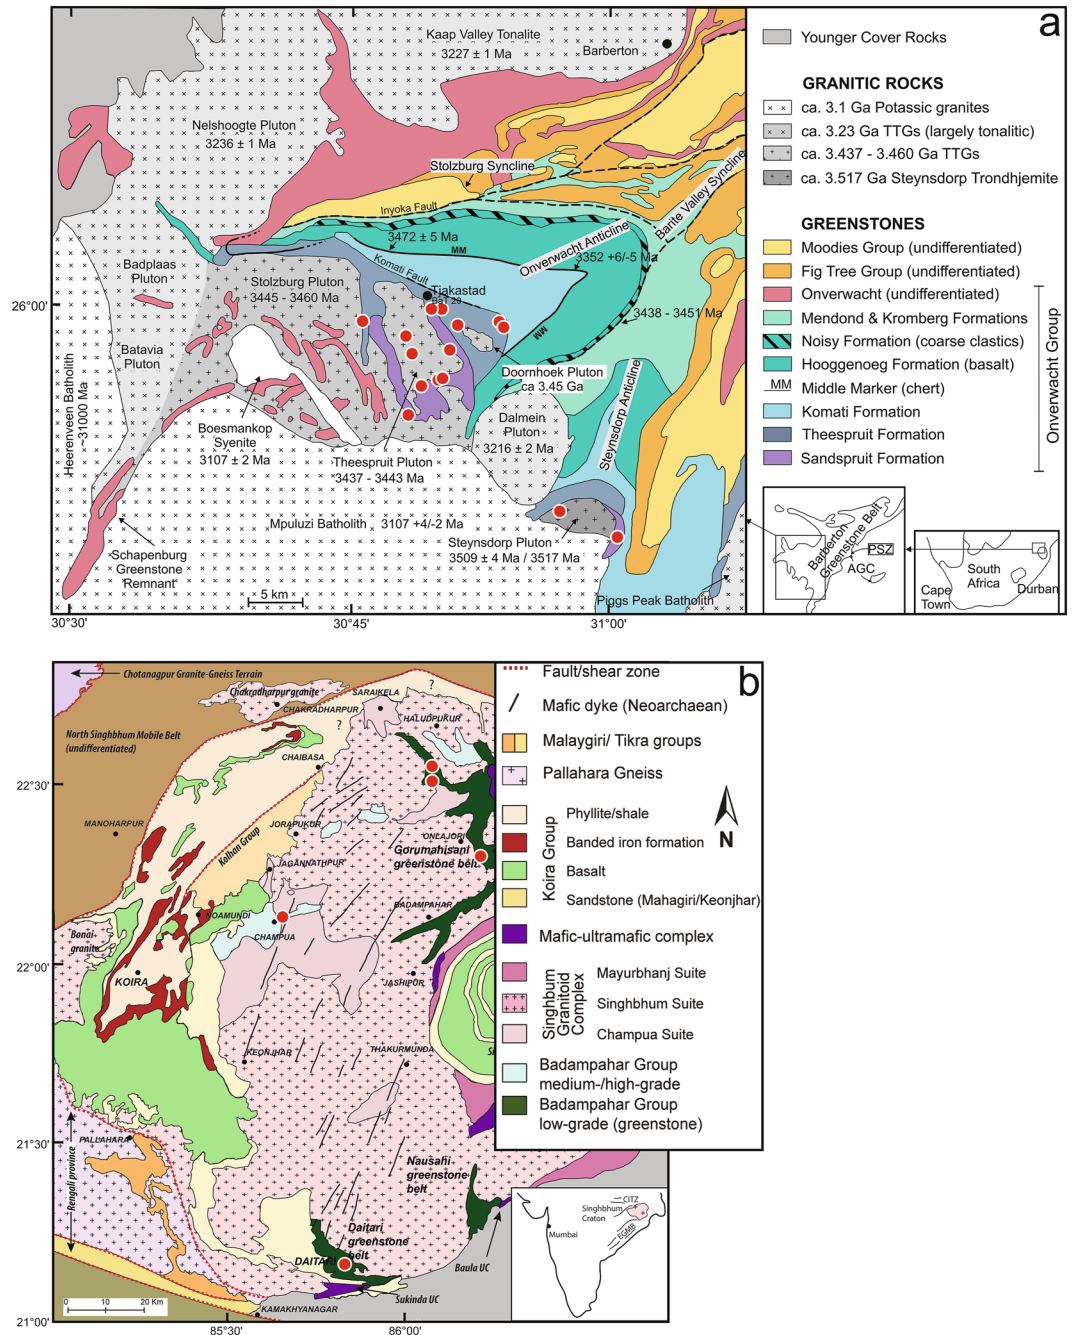 a
Kaap Valley Tonalite
3227 ± 1 Ma
Barberton
Nelshoogte Pluton
3236 ± 1 Ma
Stolzburg Syncline
Inyoka Fault
Barite Valley Syncline
3472 ± 5 Ma
MM
Onverwacht Anticline
3352 +6/-5 Ma
Komati Fault
Badplaas
Pluton
Stolzburg Pluton
3445 - 3460 Ma
Tjakastad
BaT 20
26°00'
3438 - 3451 Ma
MM
Batavia
Pluton
Doornhoek Pluton
ca 3.45 Ga
Heerenveen Batholith
~31000 Ma
Dalmein
Pluton
3216 ± 2 Ma
Steynsdorp Anticline
Boesmankop
Syenite
3107 ± 2 Ma
Theespruit Pluton
3437 - 3443 Ma
Mpuluzi Batholith 3107 +4/-2 Ma
Steynsdorp Pluton
3509 ± 4 Ma / 3517 Ma
Schapenburg
Greenstone
Remnant
5 km
Piggs Peak Batholith
30°30'
30°45'
31°00'
Younger Cover Rocks
GRANITIC ROCKS
ca. 3.1 Ga Potassic granites
ca. 3.23 Ga TTGs (largely tonalitic)
ca. 3.437 - 3.460 Ga TTGs
ca. 3.517 Ga Steynsdorp Trondhjemite
GREENSTONES
Moodies Group (undifferentiated)
Fig Tree Group (undifferentiated)
Onverwacht (undifferentiated)
Mendond & Kromberg Formations
Noisy Formation (coarse clastics)
Hooggenoeg Formation (basalt)
MM Middle Marker (chert)
Komati Formation
Theespruit Formation
Sandspruit Formation
Onverwacht Group
Barberton
Greenstone Belt
PSZ
AGC
South
Africa
Cape
Town
Durban
b
Chotanagpur Granite-Gneiss Terrain
Chakradharpur granite
CHAKRADHARPUR
SARAIKELA
?
HALUDPUKUR
North Singhbhum Mobile Belt
(undifferentiated)
?
CHAIBASA
22°30'
MANOHARPUR
Kolhan Group
JORAPUKUR
ONLAJORI
Gorumahisani
greenstone belt
JAGANNATHPUR
NOAMUNDI
BADAMPAHAR
CHAMPUA
Bonai
granite
22°00'
KOIRA
JASHIPUR
KEONJHAR
THAKURMUNDA
Si
21°30'
PALLAHARA
Rengali province
Nausahi
greenstone
belt
Daitari
greenstone
belt
DAITARI
Baula UC
Sukinda UC
KAMAKHYANAGAR
0 10 20 Km
21°00'
85°30'
86°00'
Fault/shear zone
Mafic dyke (Neoarchaean)
Malaygiri/ Tikra groups
Pallahara Gneiss
Koira Group
Phyllite/shale
Banded iron formation
Basalt
Sandstone (Mahagiri/Keonjhar)
Mafic-ultramafic complex
Singhbum
Granitoid
Complex
Mayurbhanj Suite
Singhbhum Suite
Champua Suite
Badampahar Group
medium-/high-grade
Badampahar Group
low-grade (greenstone)
N
CITZ
Singhbhum
Craton
EGMB
Mumbai